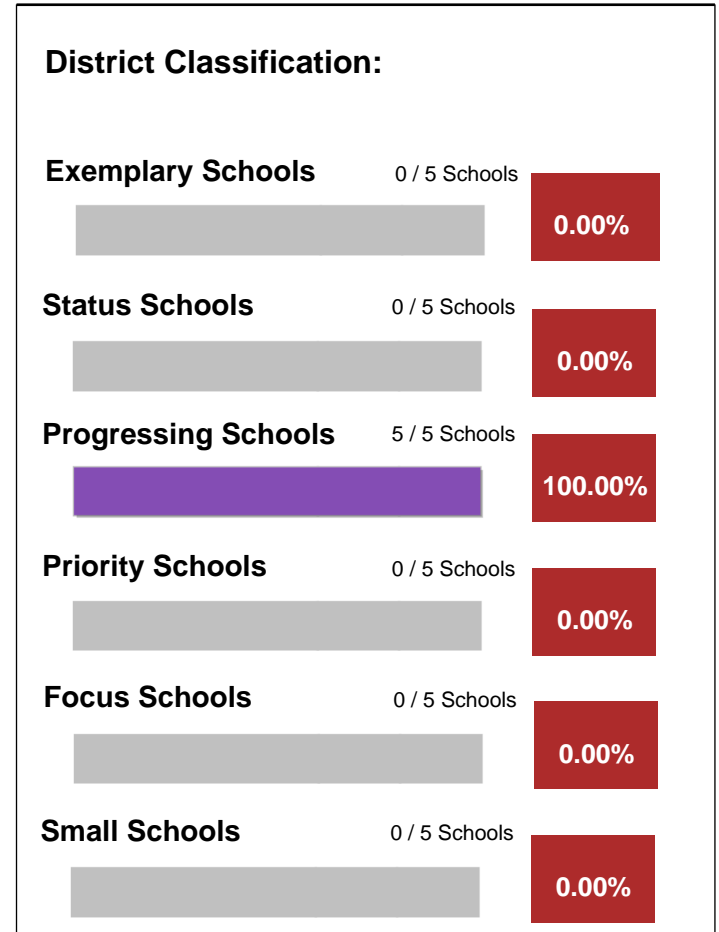 District Classification:
Exemplary Schools 0 / 5 Schools
0.00%
Status Schools 0 / 5 Schools
0.00%
Progressing Schools 5 / 5 Schools
100.00%
Priority Schools 0 / 5 Schools
0.00%
Focus Schools 0 / 5 Schools
0.00%
Small Schools 0 / 5 Schools
0.00%